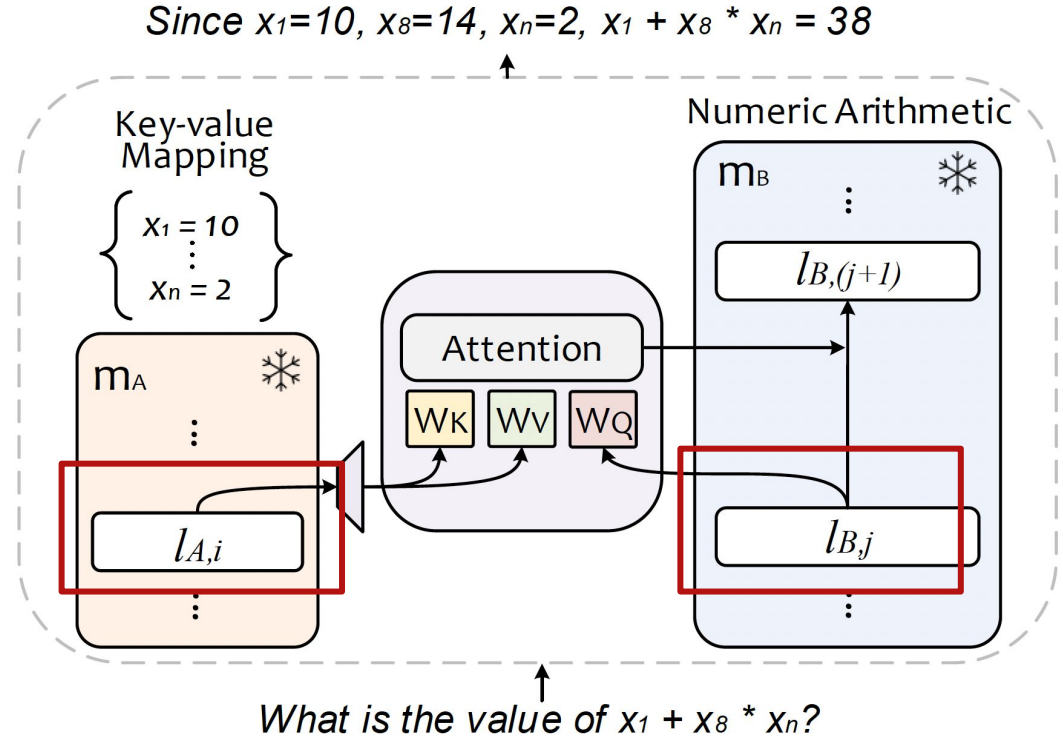 Since x₁=10, x₈=14, xₙ=2, x₁ + x₈ * xₙ = 38
Key-value
Mapping
x₁ = 10
⋮
xₙ = 2
mA
⋮
lA,i
⋮
Attention
WK WV WQ
Numeric Arithmetic
mB
⋮
lB,(j+1)
lB,j
⋮
What is the value of x₁ + x₈ * xₙ?